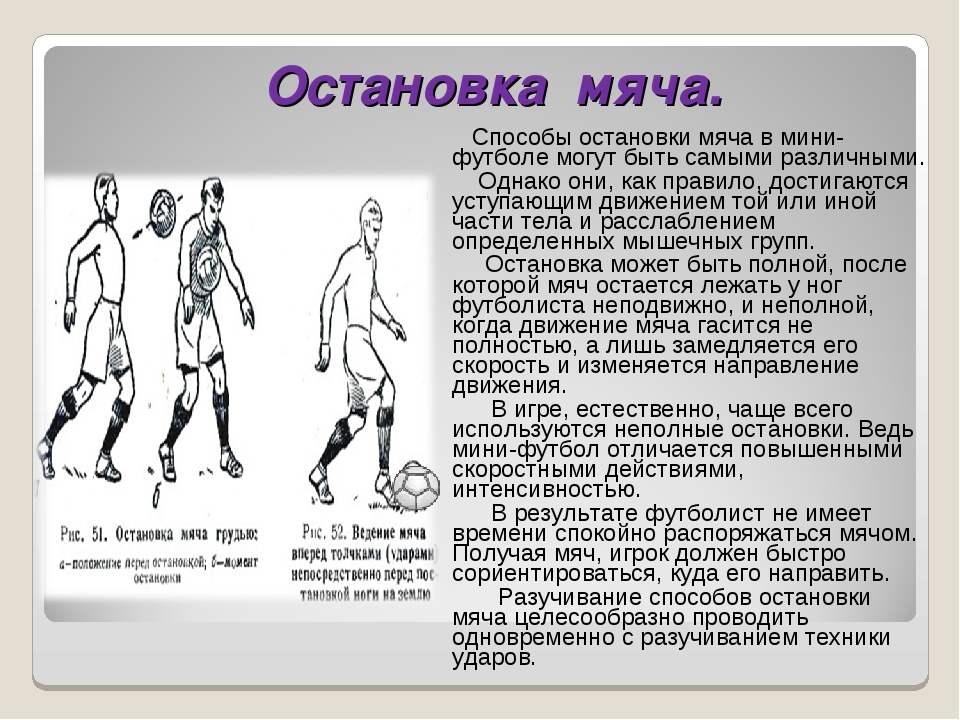 Остановка мяча.
Способы остановки мяча в мини-
футболе могут быть самыми различными.
Однако они, как правило, достигаются
уступающим движением той или иной
части тела и расслаблением
определенных мышечных групп.
Остановка может быть полной, после
которой мяч остается лежать у ног
футболиста неподвижно, и неполной,
когда движение мяча гасится не
полностью, а лишь замедляется его
скорость и изменяется направление
движения.
В игре, естественно, чаще всего
используются неполные остановки. Ведь
мини-футбол отличается повышенными
скоростными действиями,
интенсивностью.
В результате футболист не имеет
времени спокойно распоряжаться мячом.
Получая мяч, игрок должен быстро
сориентироваться, куда его направить.
Разучивание способов остановки
мяча целесообразно проводить
одновременно с разучиванием техники
ударов.
б
Рис. 51. Остановка мяча грудью:
а—положение перед остановкой; б—момент
остановки
Рис. 52. Ведение мяча
вперед толчками (ударами)
непосредственно перед пос-
тановкой ноги на землю